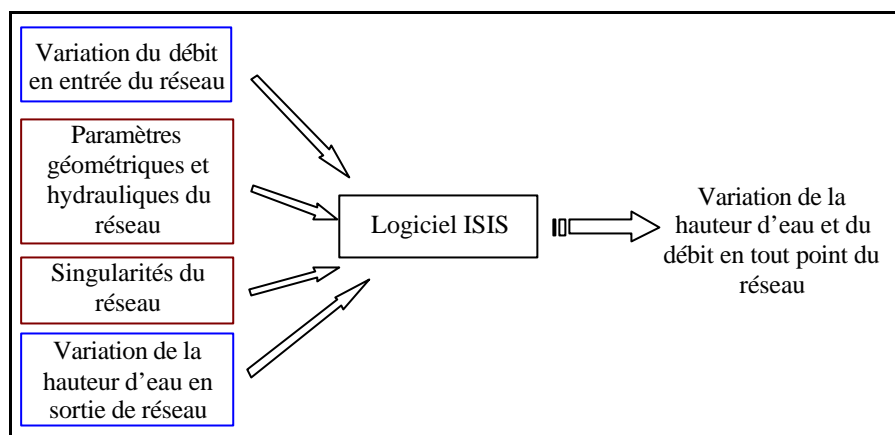 Variation du débit
en entrée du réseau
Paramètres
géométriques et
hydrauliques du
réseau
Singularités du
réseau
Variation de la
hauteur d'eau en
sortie de réseau
Logiciel ISIS
Variation de la
hauteur d'eau et du
débit en tout point du
réseau